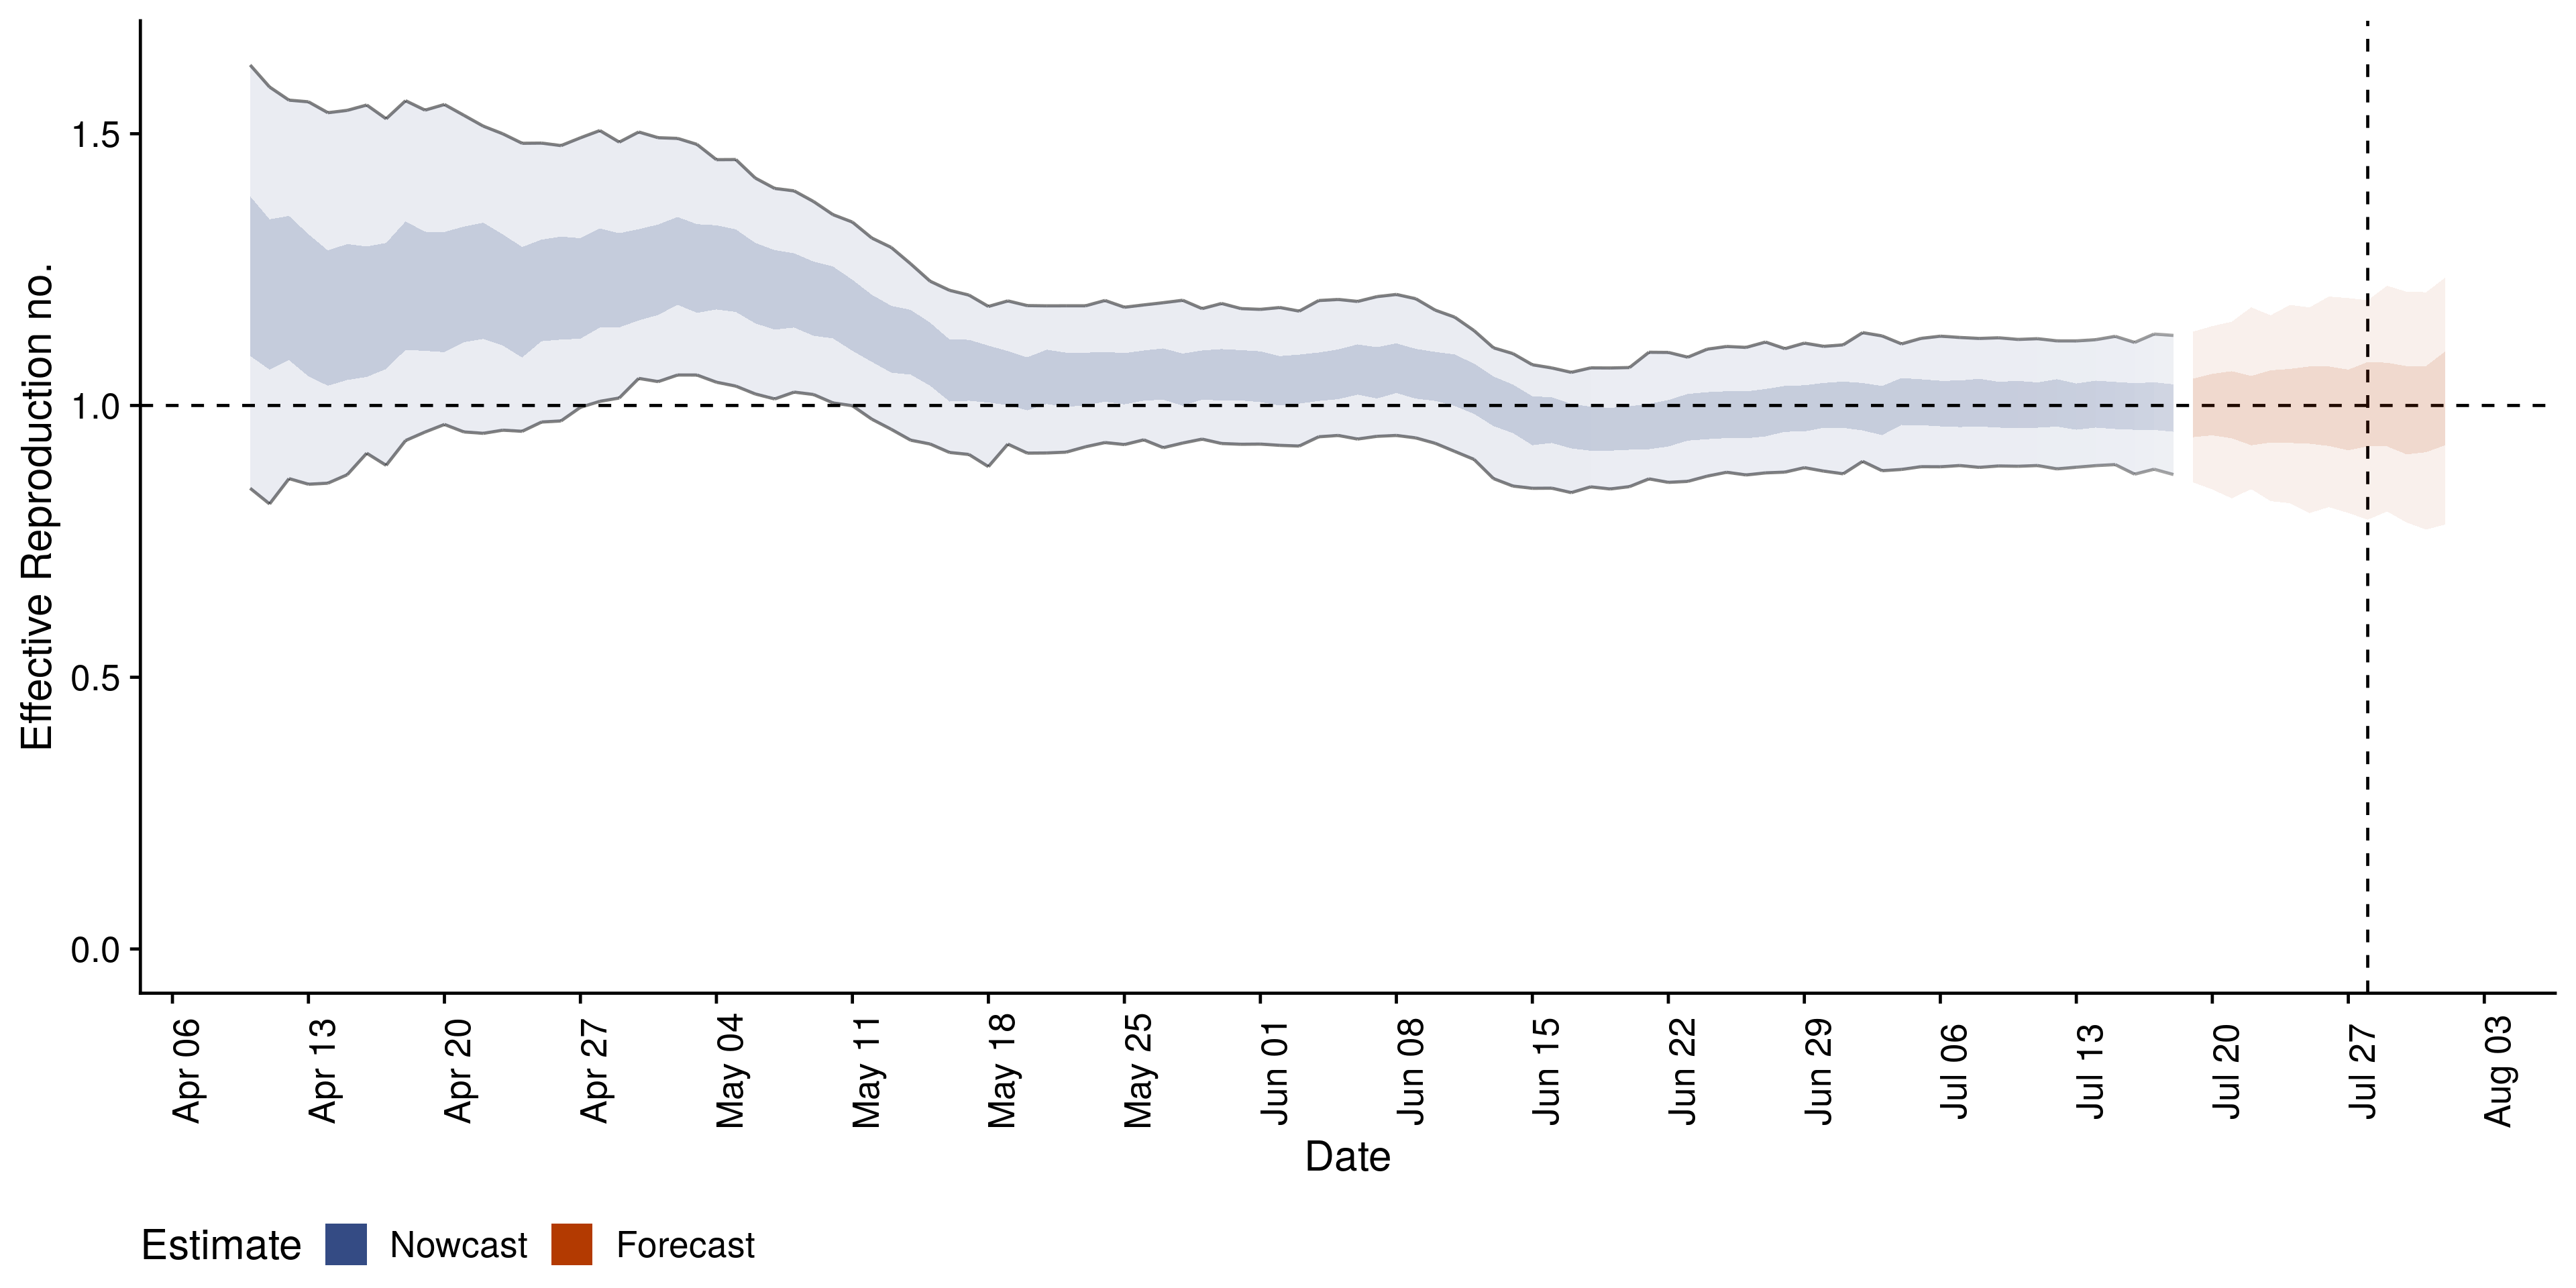 Effective Reproduction no.
1.5
1.0
0.5
0.0
Apr 06
Apr 13
Apr 20
Apr 27
May 04
May 11
May 18
May 25
Jun 01
Jun 08
Jun 15
Jun 22
Jun 29
Jul 06
Jul 13
Jul 20
Jul 27
Aug 03
Date
Estimate Nowcast Forecast